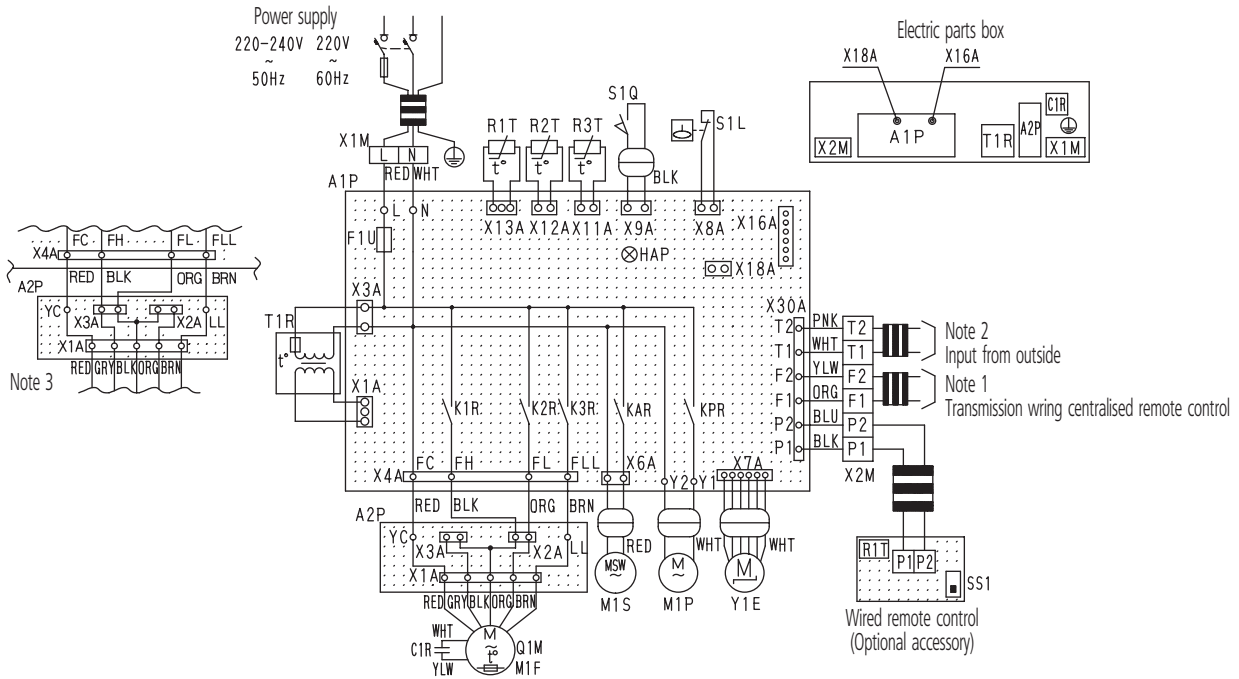 Power supply
220-240V 220V
~ ~
50Hz 60Hz
X1M
L N
RED WHT
A1P
L N
F1U
S1Q
S1L
R1T R2T R3T
t° t° t°
BLK
X13A X12A X11A X9A X8A X16A
HAP
X18A
Electric parts box
X18A X16A
A1P
X2M
T1R
A2P
C1R
X1M
FC FH FL FLL
X4A
RED BLK ORG BRN
A2P
YC X3A X2A LL
X1A
RED GRY BLK ORG BRN
Note 3
X3A
T1R
t°
X1A
K1R K2R K3R KAR KPR
X30A
T2 PNK T2
T1 WHT T1
F2 YLW F2
F1 ORG F1
P2 BLU P2
P1 BLK P1
X2M
Note 2
Input from outside
Note 1
Transmission wring centralised remote control
FC FH FL FLL X6A X7A
X4A
Y2 Y1
RED BLK ORG BRN
A2P
YC X3A X2A LL
X1A
RED GRY BLK ORG BRN
RED WHT WHT
MSW
~
M
~
M
M1S M1P Y1E
WHT
C1R
YLW
M
~
t°
Q1M
M1F
R1T
P1 P2
SS1
Wired remote control
(Optional accessory)